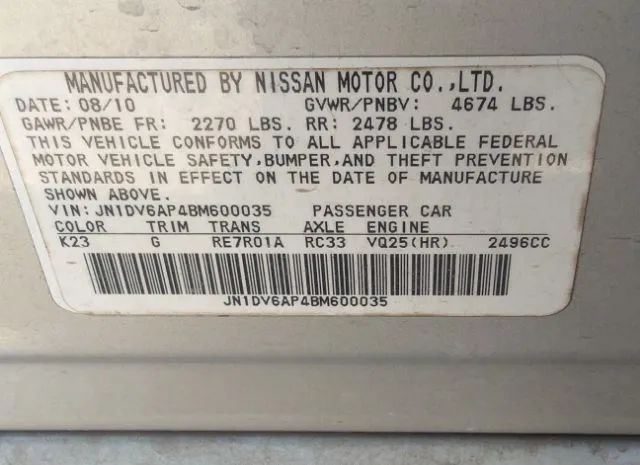 MANUFACTURED BY NISSAN MOTOR CO.,LTD.
DATE: 08/10 GVWR/PNBV: 4674 LBS.
GAWR/PNBE FR: 2270 LBS. RR: 2478 LBS.
THIS VEHICLE CONFORMS TO ALL APPLICABLE FEDERAL
MOTOR VEHICLE SAFETY,BUMPER,AND THEFT PREVENTION
STANDARDS IN EFFECT ON THE DATE OF MANUFACTURE
SHOWN ABOVE.
VIN: JN1DV6AP4BM600035 PASSENGER CAR
COLOR TRIM TRANS AXLE ENGINE
K23 G RE7R01A RC33 VQ25(HR) 2496CC
JN1DV6AP4BM600035